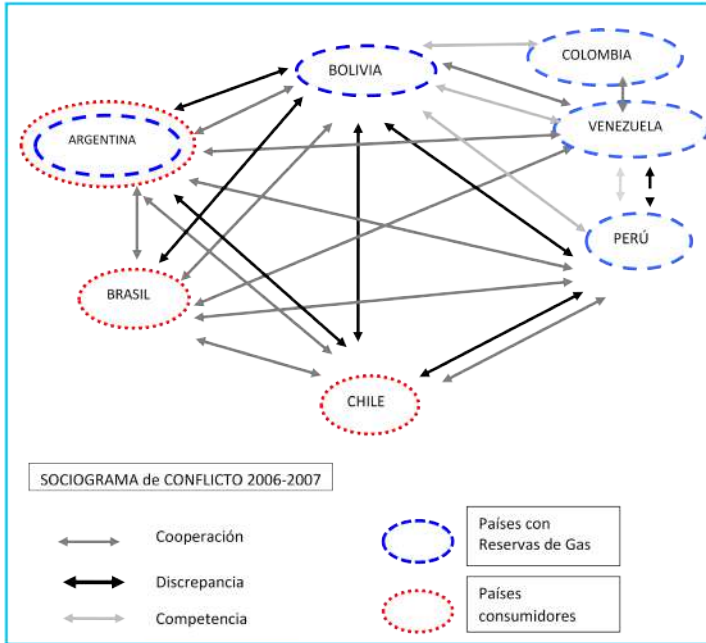 COLOMBIA
BOLIVIA
VENEZUELA
ARGENTINA
PERÚ
BRASIL
CHILE
SOCIOGRAMA de CONFLICTO 2006-2007
Cooperación
Discrepancia
Competencia
Países con
Reservas de Gas
Países
consumidores